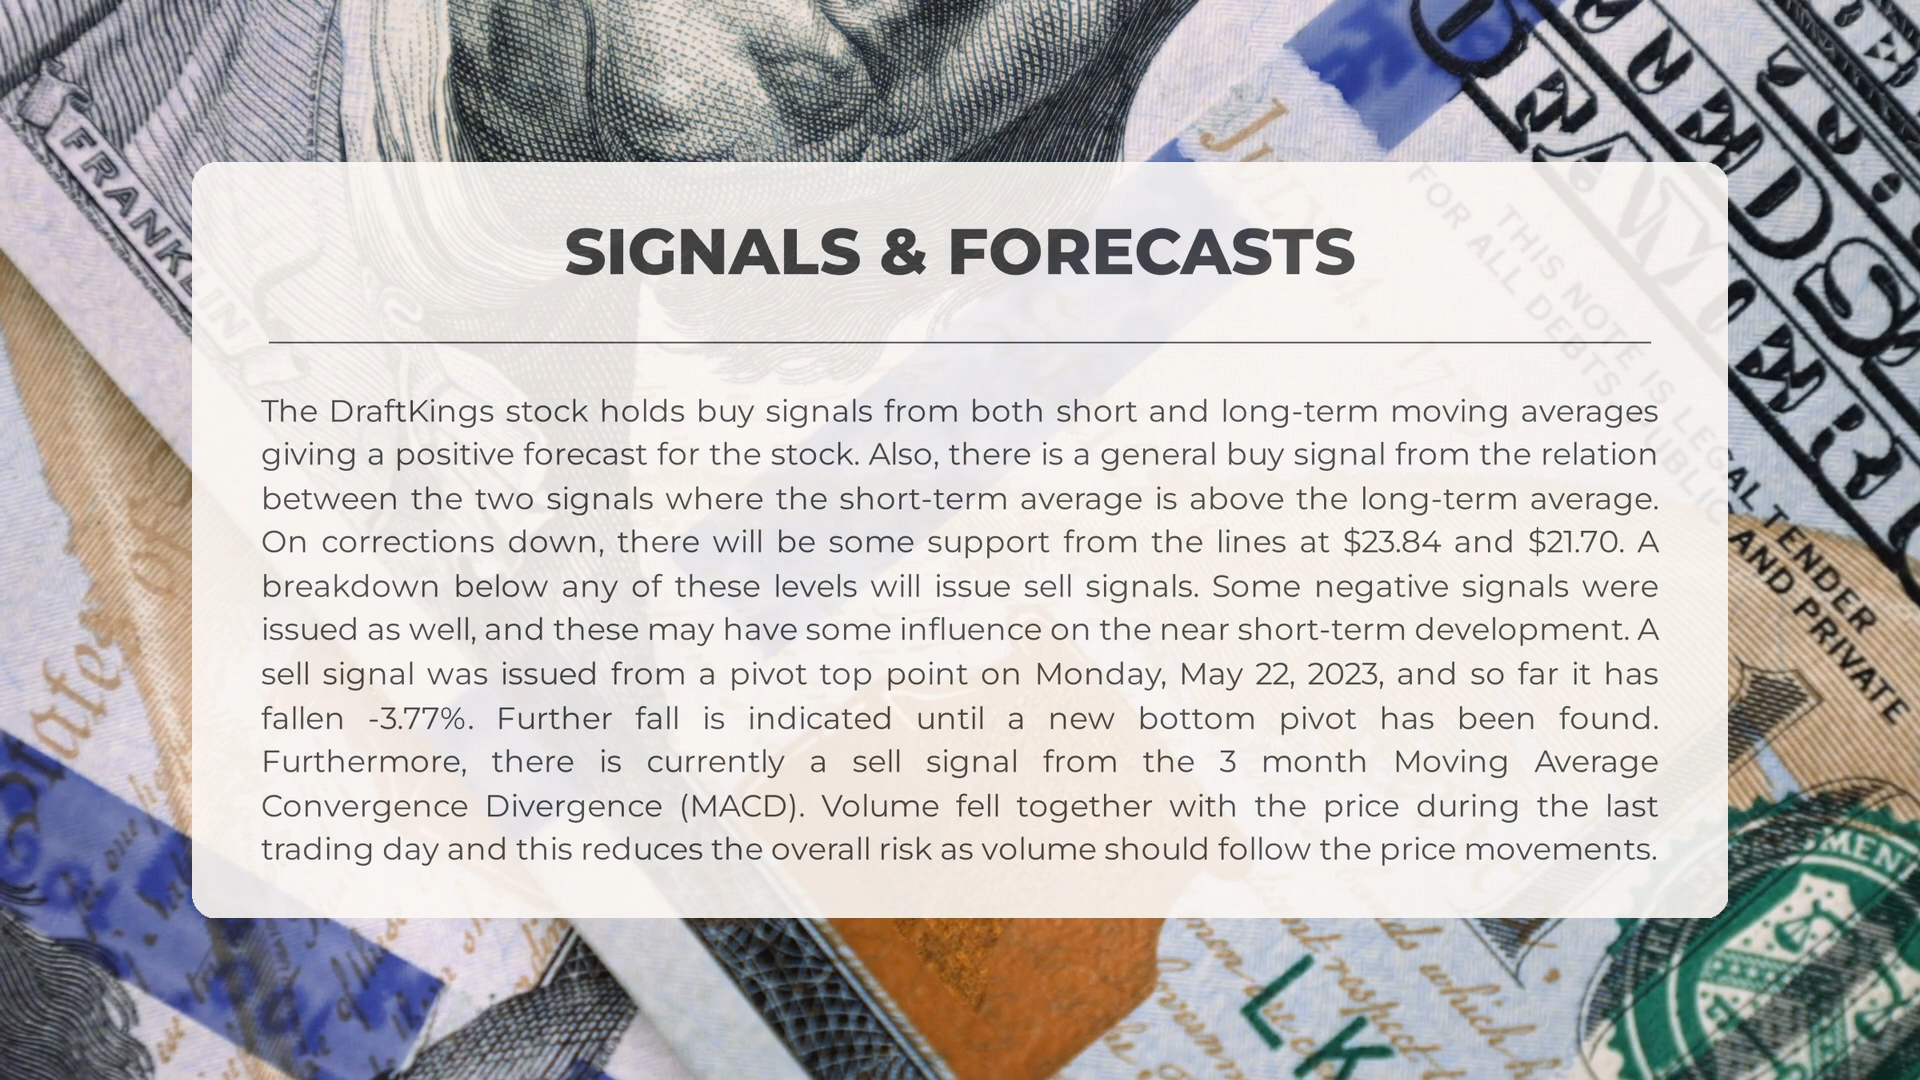 FRANKLIN
JULY 4, 17
THIS NOTE IS LEGAL TENDER
FOR ALL DEBTS, PUBLIC AND PRIVATE
SIGNALS & FORECASTS
The DraftKings stock holds buy signals from both short and long-term moving averages
giving a positive forecast for the stock. Also, there is a general buy signal from the relation
between the two signals where the short-term average is above the long-term average.
On corrections down, there will be some support from the lines at $23.84 and $21.70. A
breakdown below any of these levels will issue sell signals. Some negative signals were
issued as well, and these may have some influence on the near short-term development. A
sell signal was issued from a pivot top point on Monday, May 22, 2023, and so far it has
fallen -3.77%. Further fall is indicated until a new bottom pivot has been found.
Furthermore, there is currently a sell signal from the 3 month Moving Average
Convergence Divergence (MACD). Volume fell together with the price during the last
trading day and this reduces the overall risk as volume should follow the price movements.
L K